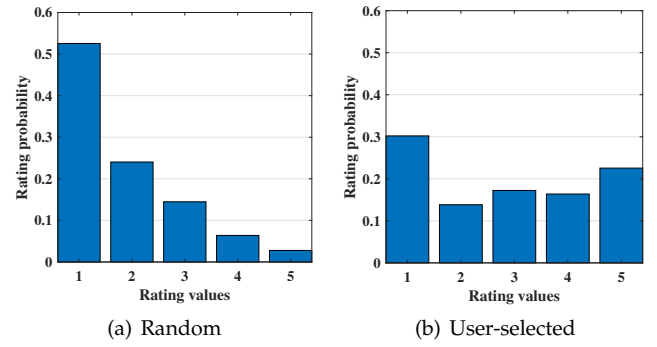 0.6
0.5
0.4
0.3
0.2
0.1
0
Rating probability
1 2 3 4 5
Rating values
(a) Random
0.6
0.5
0.4
0.3
0.2
0.1
0
Rating probability
1 2 3 4 5
Rating values
(b) User-selected